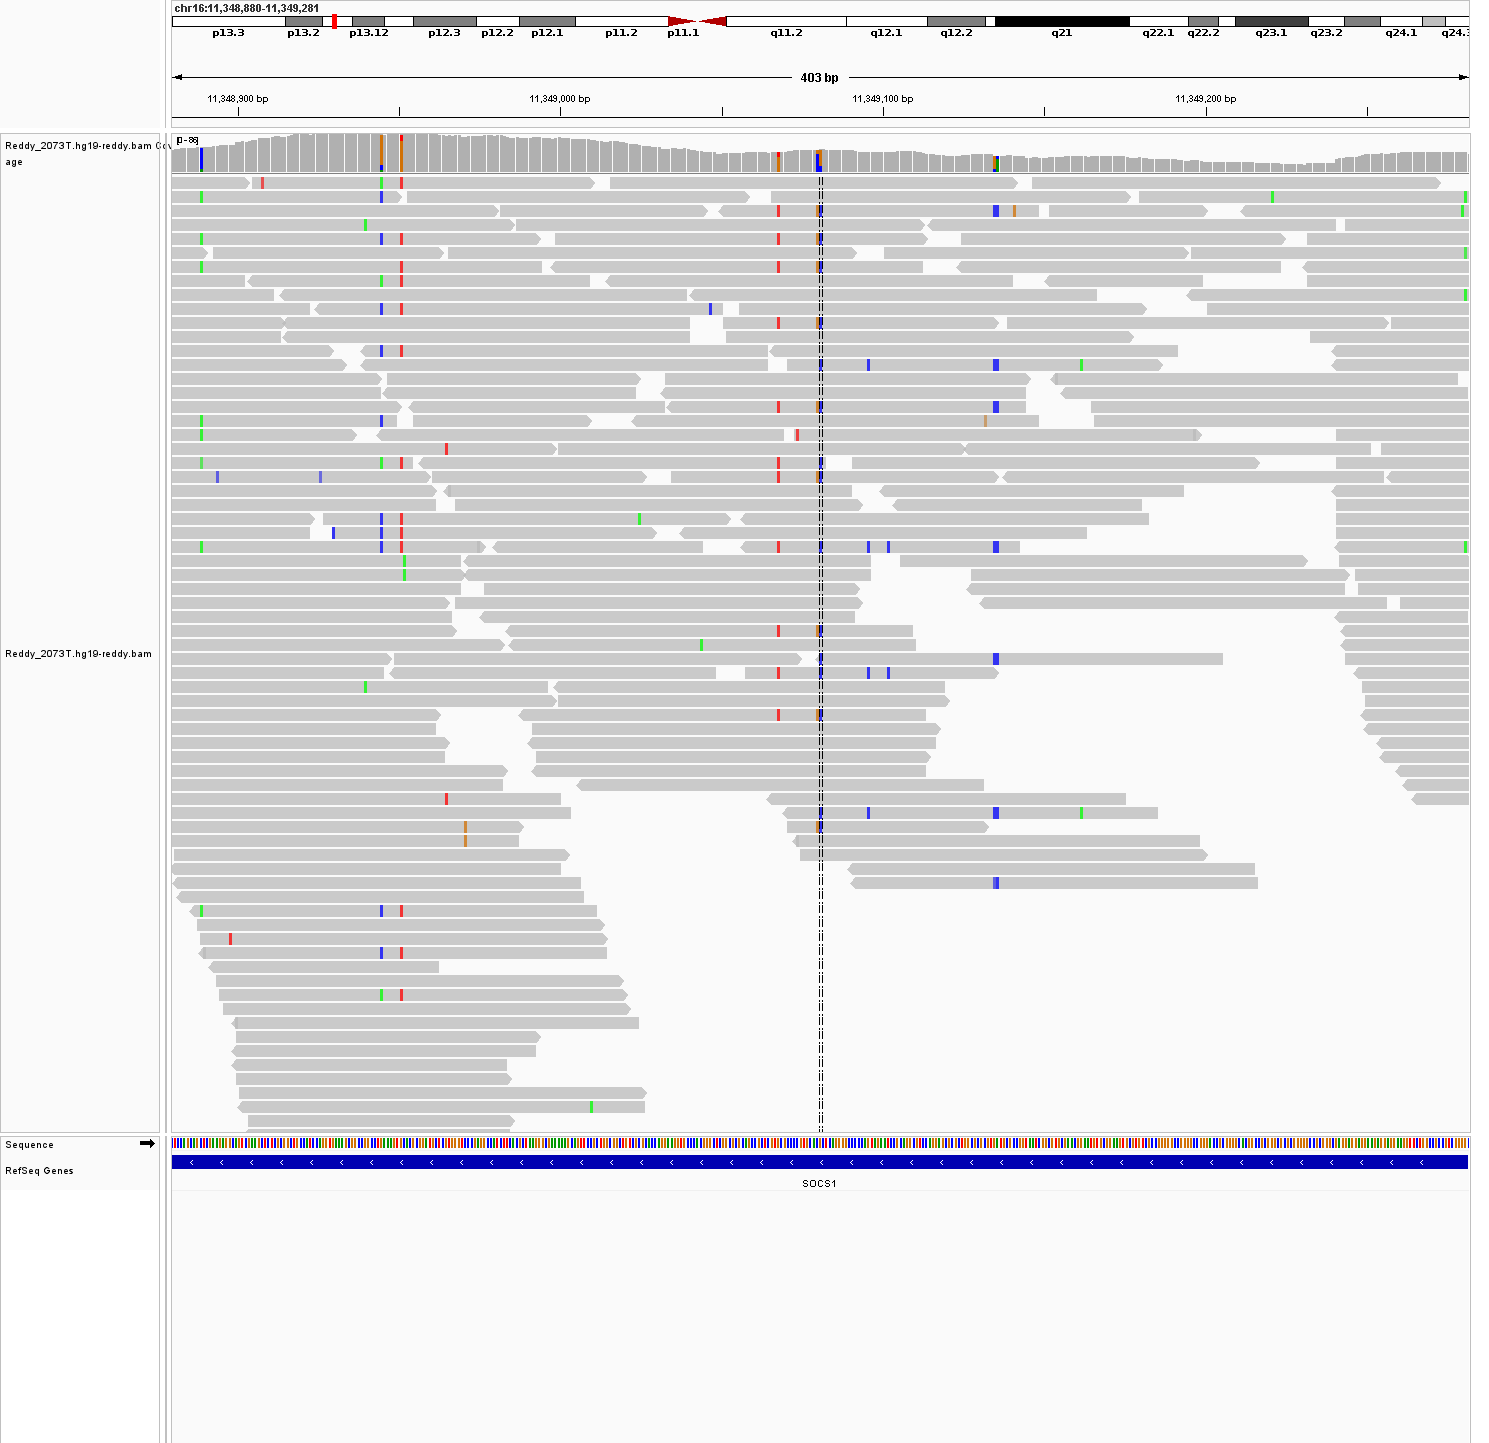 chr16:11,348,880-11,349,281
p13.3 p13.2 p13.12 p12.3 p12.2 p12.1 p11.2 p11.1 q11.2 q12.1 q12.2 q21 q22.1 q22.2 q23.1 q23.2 q24.1 q24.3
403 bp
11,348,900 bp 11,349,000 bp 11,349,100 bp 11,349,200 bp
[0-86]
Reddy_2073T.hg19-reddy.bam Cov
age
Reddy_2073T.hg19-reddy.bam
Sequence
RefSeq Genes
SOCS1